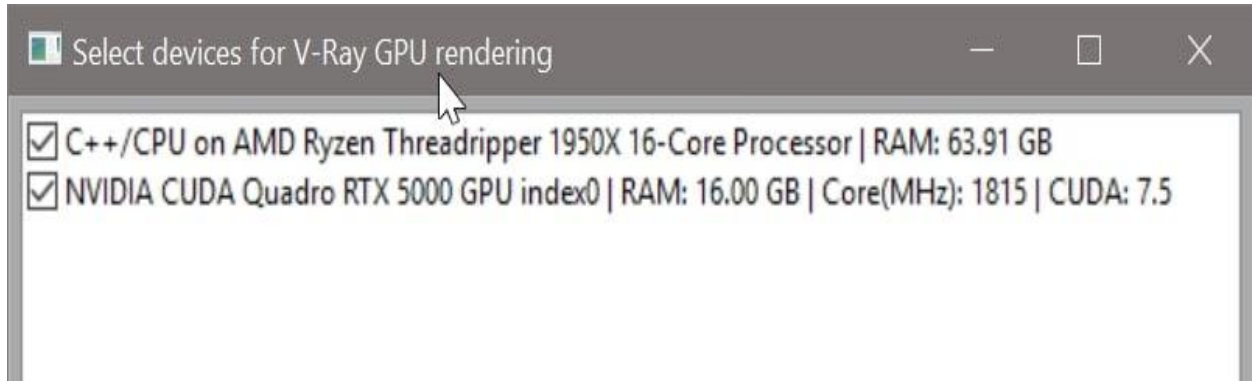 Select devices for V-Ray GPU rendering
C++/CPU on AMD Ryzen Threadripper 1950X 16-Core Processor | RAM: 63.91 GB
NVIDIA CUDA Quadro RTX 5000 GPU index0 | RAM: 16.00 GB | Core(MHz): 1815 | CUDA: 7.5